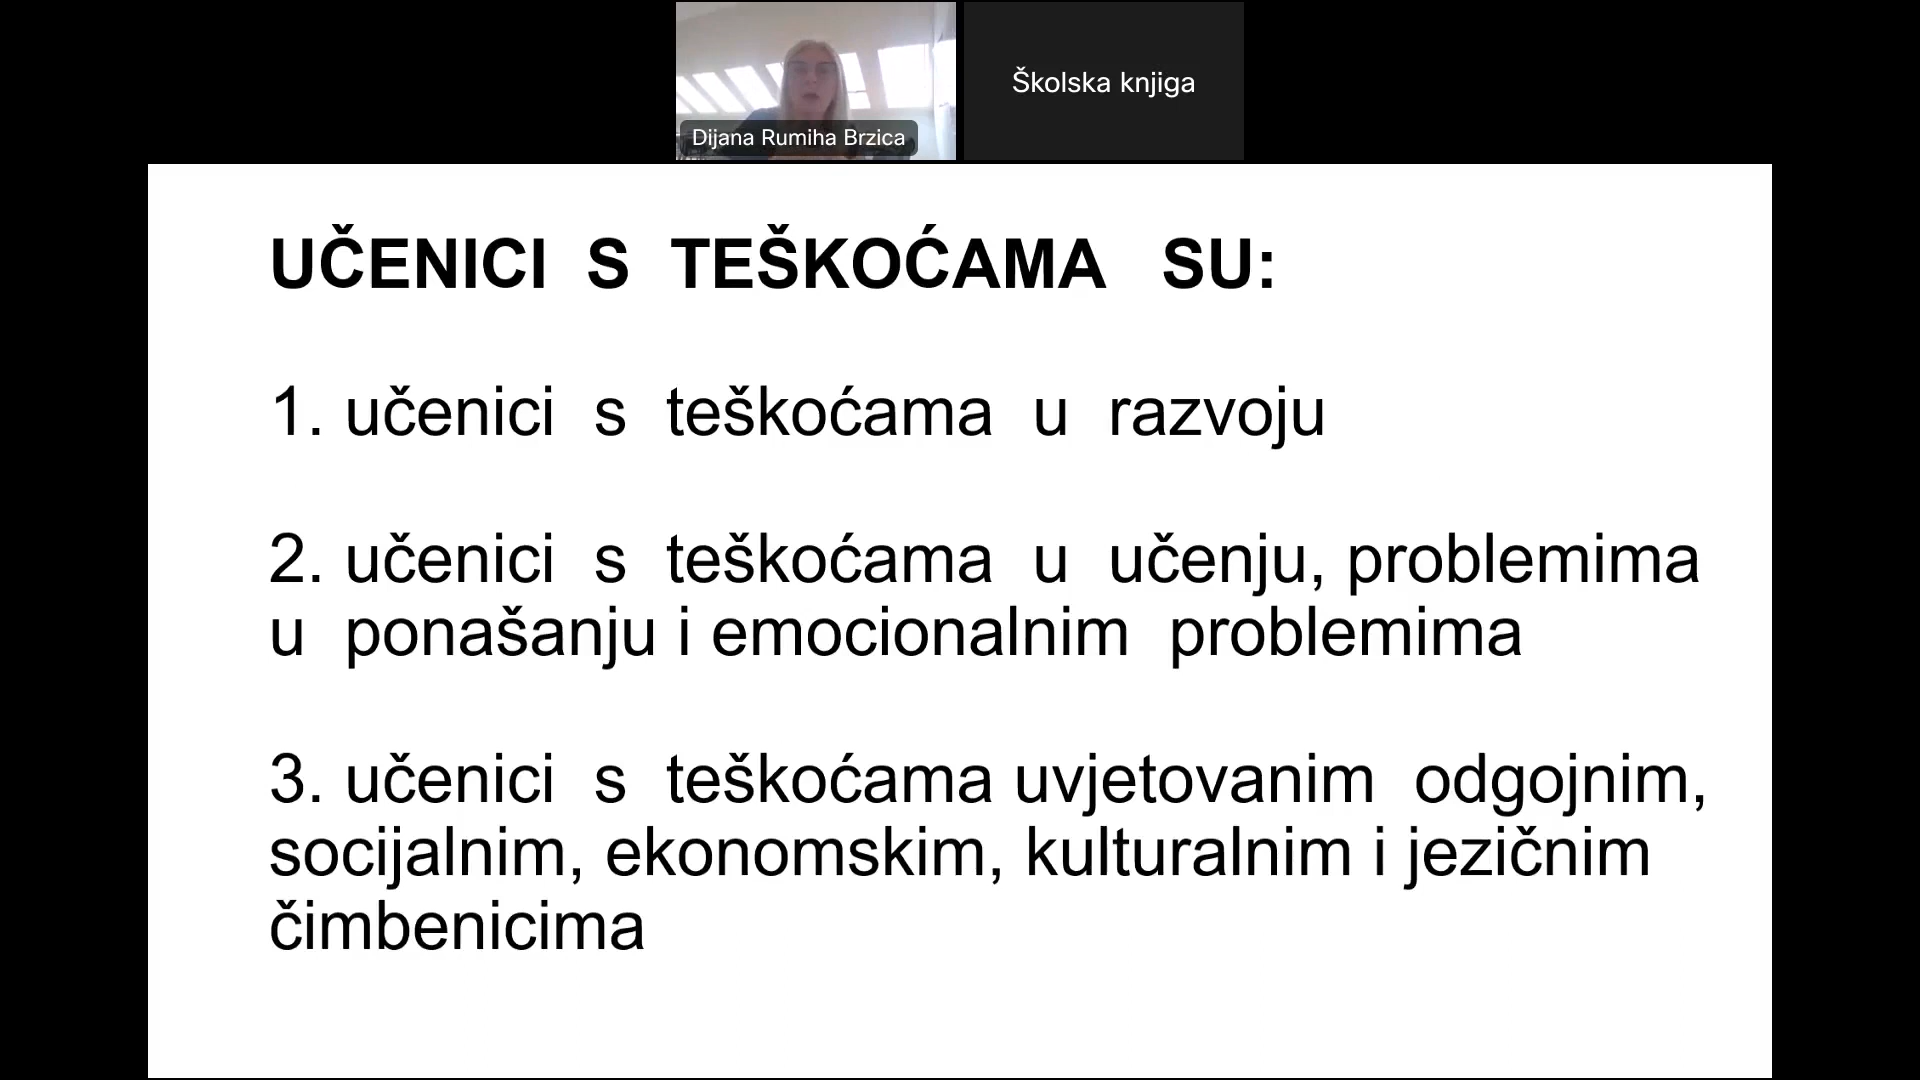 Dijana Rumiha Brzica
Školska knjiga
UČENICI S TEŠKOĆAMA SU:
1. učenici s teškoćama u razvoju
2. učenici s teškoćama u učenju, problemima
u ponašanju i emocionalnim problemima
3. učenici s teškoćama uvjetovanim odgojnim,
socijalnim, ekonomskim, kulturalnim i jezičnim
čimbenicima